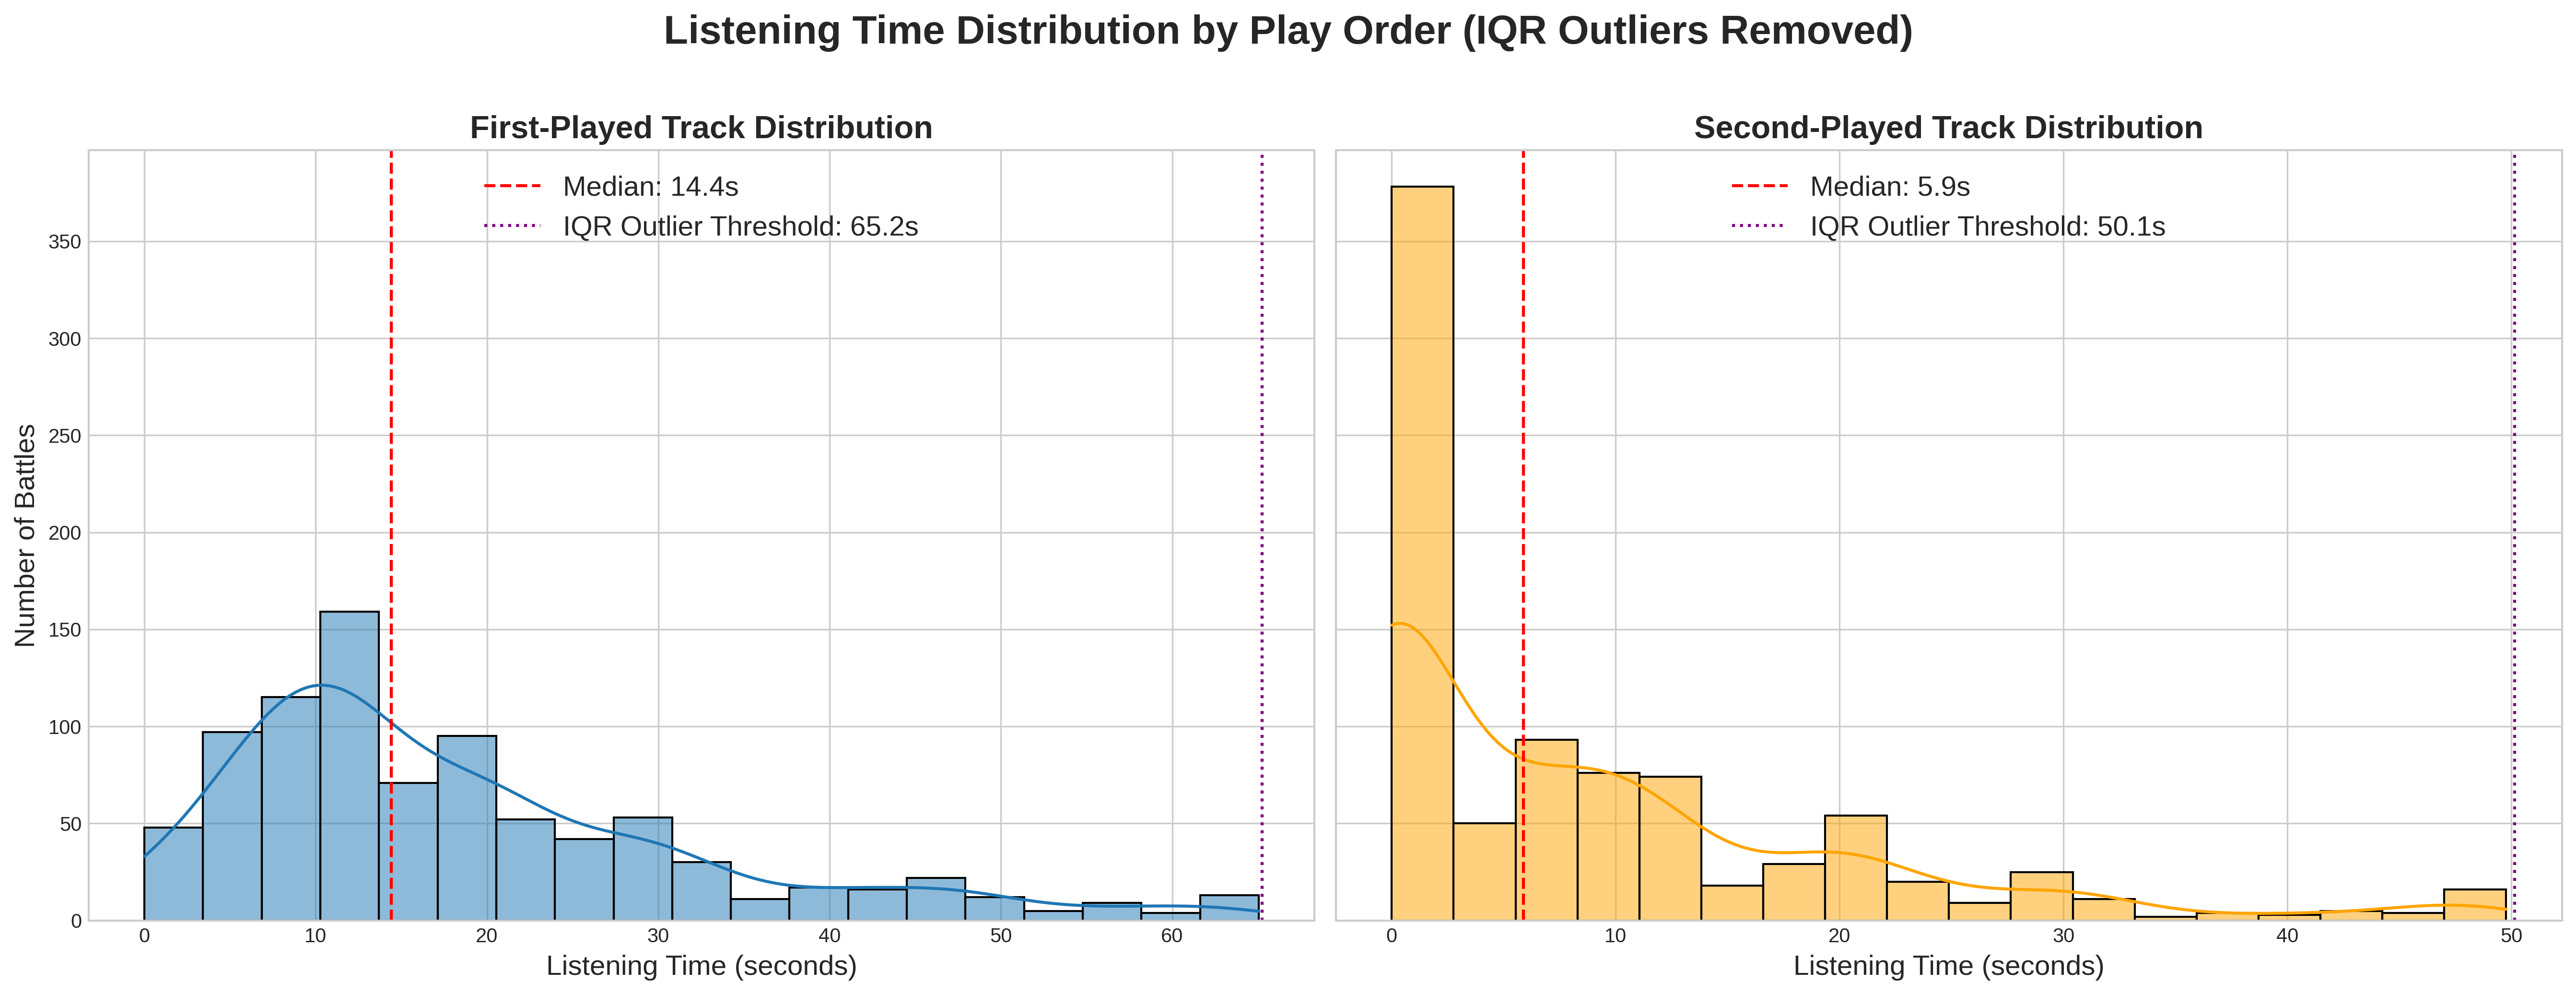 Listening Time Distribution by Play Order (IQR Outliers Removed)
First-Played Track Distribution
Median: 14.4s
IQR Outlier Threshold: 65.2s
Number of Battles
350
300
250
200
150
100
50
0
0 10 20 30 40 50 60
Listening Time (seconds)
Second-Played Track Distribution
Median: 5.9s
IQR Outlier Threshold: 50.1s
0 10 20 30 40 50
Listening Time (seconds)